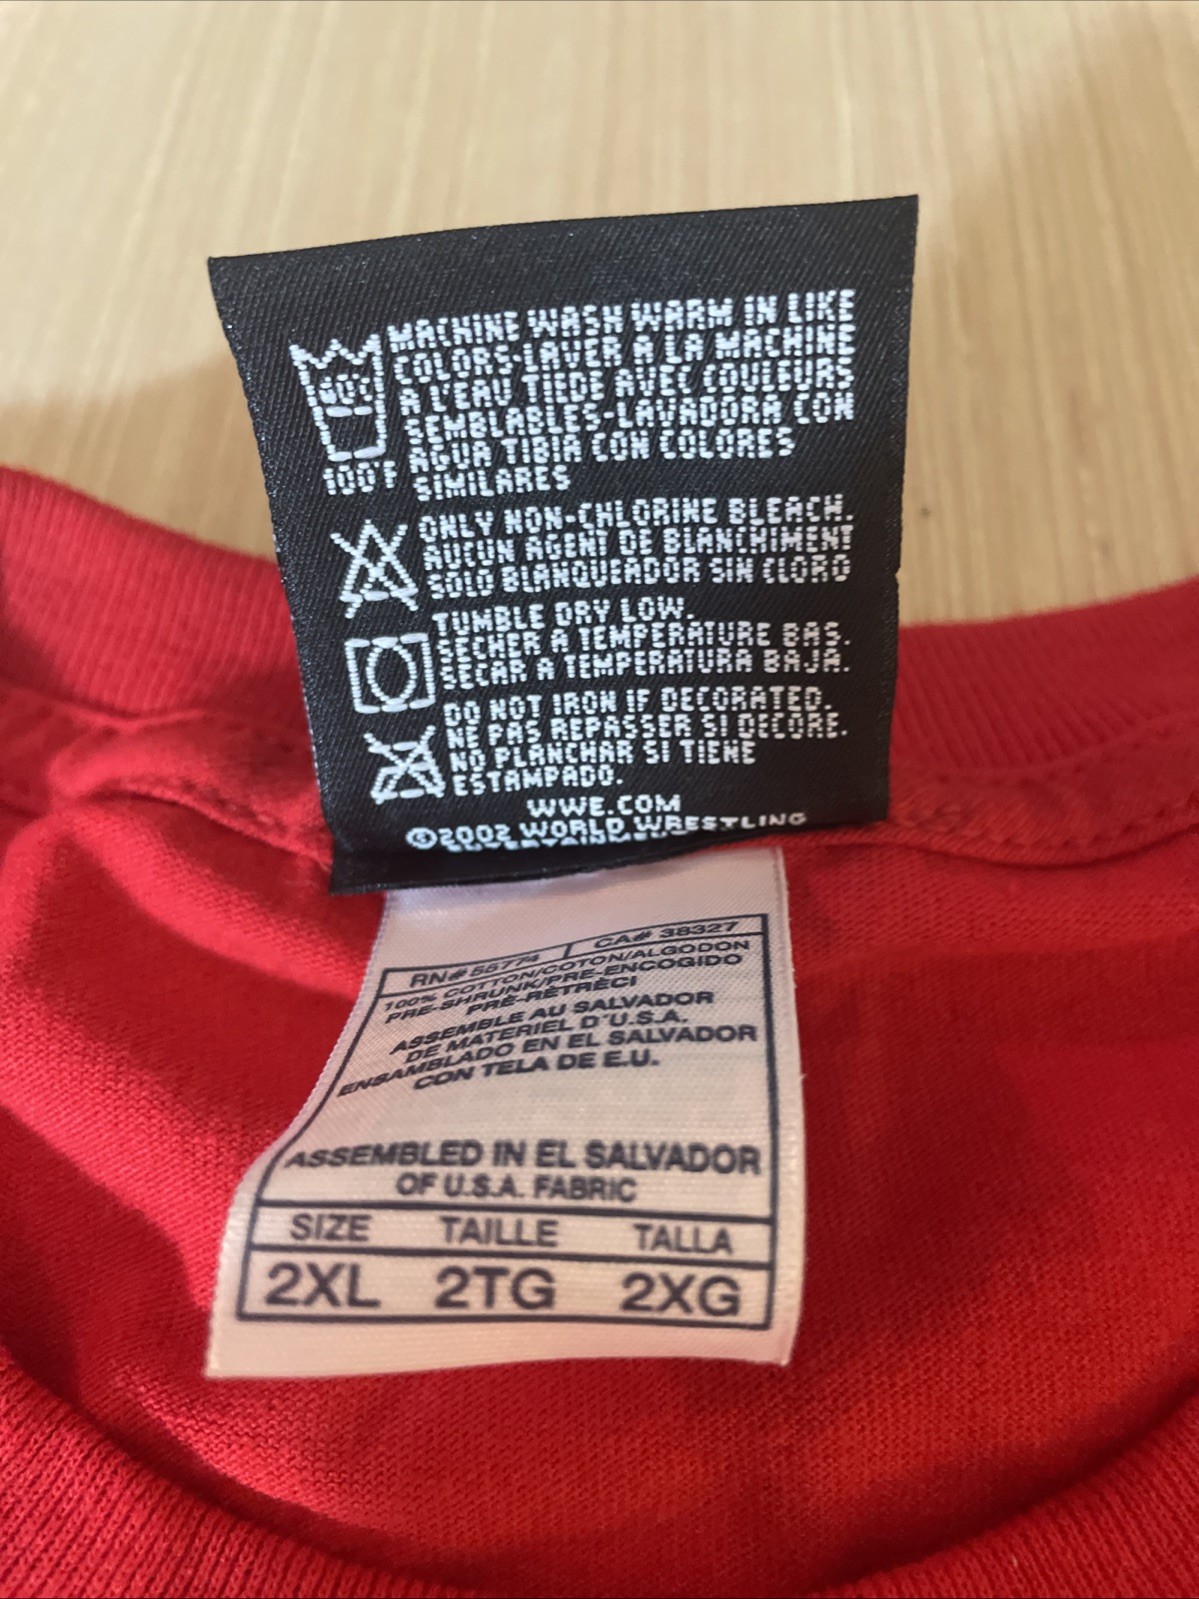 MACHINE WASH WARM IN LIKE
COLORS-LAVER A LA MACHINE
A L'EAU TIEDE AVEC COULEURS
SEMBLABLES-LAVADORA CON
AGUA TIBIA CON COLORES
SIMILARES
100°F
ONLY NON-CHLORINE BLEACH.
AUCUN AGENT DE BLANCHIMENT
SOLO BLANQUEADOR SIN CLORO
TUMBLE DRY LOW.
SECHER A TEMPERATURE BAS.
SECAR A TEMPERATURA BAJA.
DO NOT IRON IF DECORATED.
NE PAS REPASSER SI DECORE.
NO PLANCHAR SI TIENE
ESTAMPADO.
WWE.COM
©2002 WORLD WRESTLING
ENTERTAINMENT
RN# 55774 CA# 38327
100% COTTON/COTON/ALGODON
PRE-SHRUNK/PRE-ENCOGIDO
PRÉ-RÉTRÉCI
ASSEMBLE AU SALVADOR
DE MATERIEL D'U.S.A.
ENSAMBLADO EN EL SALVADOR
CON TELA DE E.U.
ASSEMBLED IN EL SALVADOR
OF U.S.A. FABRIC
SIZE TAILLE TALLA
2XL 2TG 2XG